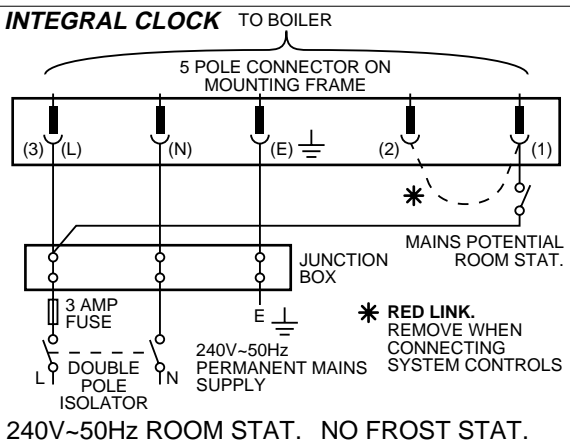 INTEGRAL CLOCK TO BOILER
5 POLE CONNECTOR ON
MOUNTING FRAME
(3) (L) (N) (E) (2) (1)
MAINS POTENTIAL
ROOM STAT.
JUNCTION
BOX
3 AMP
FUSE
E
✱ RED LINK.
REMOVE WHEN
CONNECTING
SYSTEM CONTROLS
240V~50Hz
PERMANENT MAINS
SUPPLY
L DOUBLE N
POLE
ISOLATOR
240V~50Hz ROOM STAT. NO FROST STAT.